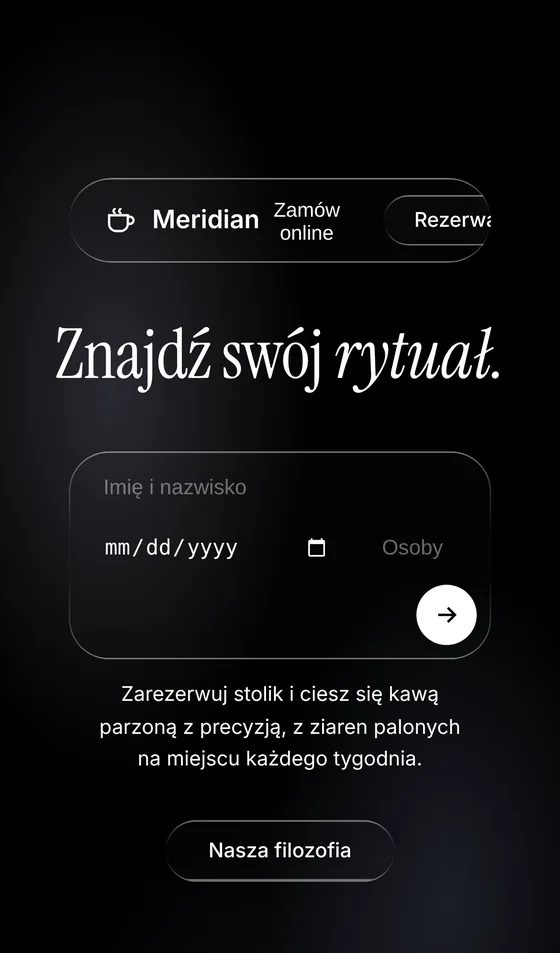 Meridian
Zamów
online
Rezerwa
Znajdź swój rytuał.
Imię i nazwisko
mm/dd/yyyy
Osoby
Zarezerwuj stolik i ciesz się kawą
parzoną z precyzją, z ziaren palonych
na miejscu każdego tygodnia.
Nasza filozofia